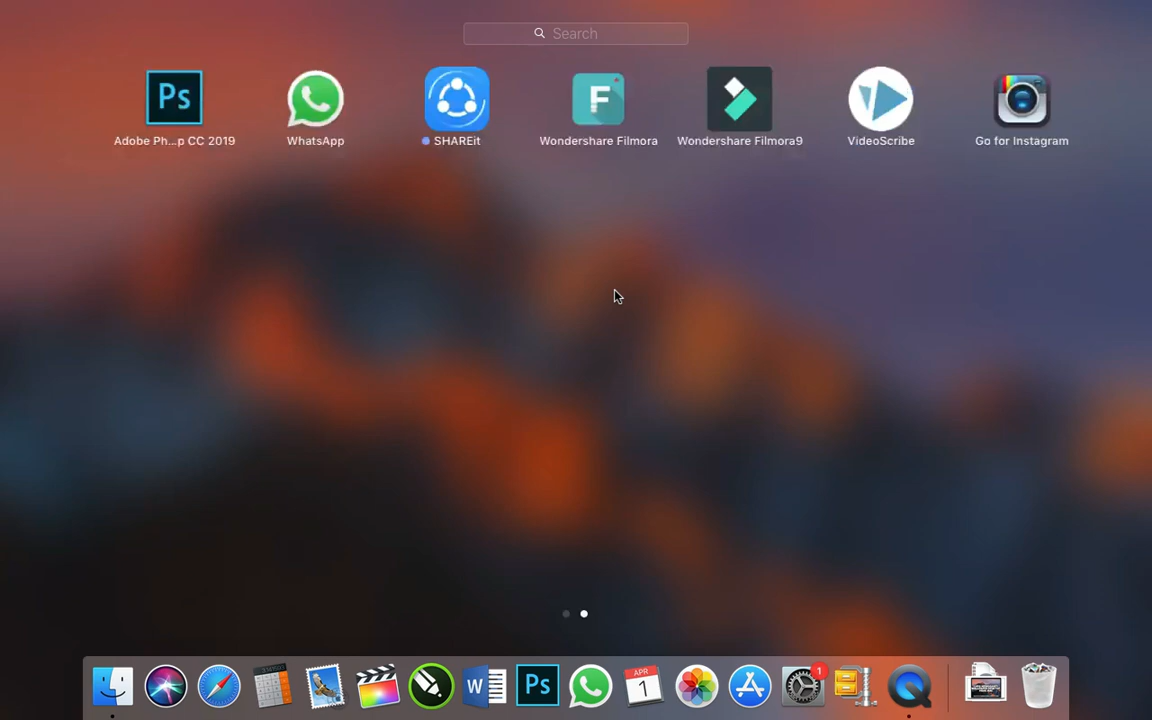 Search
Ps
Adobe Ph...p CC 2019
WhatsApp
SHAREit
F
Wondershare Filmora
Wondershare Filmora9
VideoScribe
Go for Instagram
W
Ps
APR
1
1